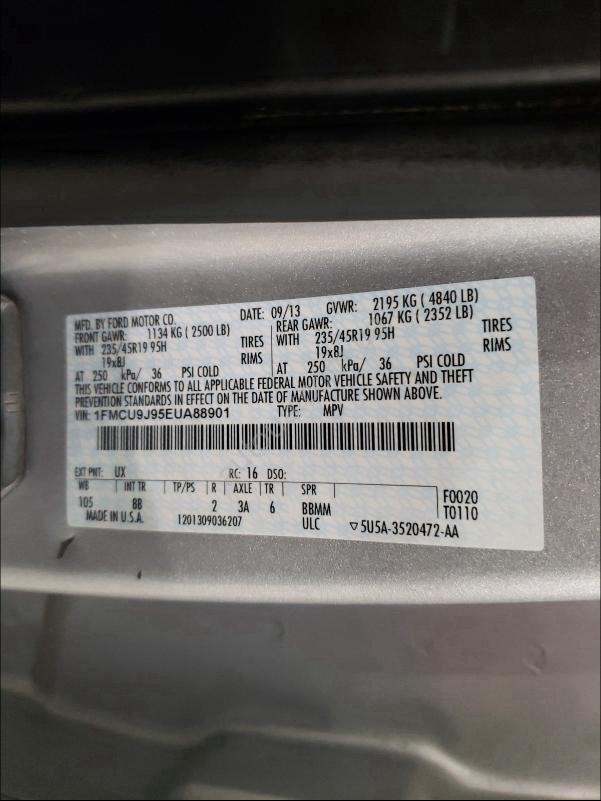 MFD. BY FORD MOTOR CO. DATE: 09/13 GVWR: 2195 KG ( 4840 LB)
FRONT GAWR: 1134 KG ( 2500 LB) REAR GAWR: 1067 KG ( 2352 LB)
WITH 235/45R19 95H TIRES WITH 235/45R19 95H TIRES
19x8J RIMS 19x8J RIMS
AT 250 kPa/ 36 PSI COLD AT 250 kPa/ 36 PSI COLD
THIS VEHICLE CONFORMS TO ALL APPLICABLE FEDERAL MOTOR VEHICLE SAFETY AND THEFT
PREVENTION STANDARDS IN EFFECT ON THE DATE OF MANUFACTURE SHOWN ABOVE.
VIN: 1FMCU9J95EUA88901 TYPE: MPV
EXT PNT: UX RC: 16 DSO:
WB INT TR TP/PS R AXLE TR SPR F0020
105 BB 2 3A 6 BBMM T0110
MADE IN U.S.A. 1201309036207 ULC ▽5U5A-3520472-AA